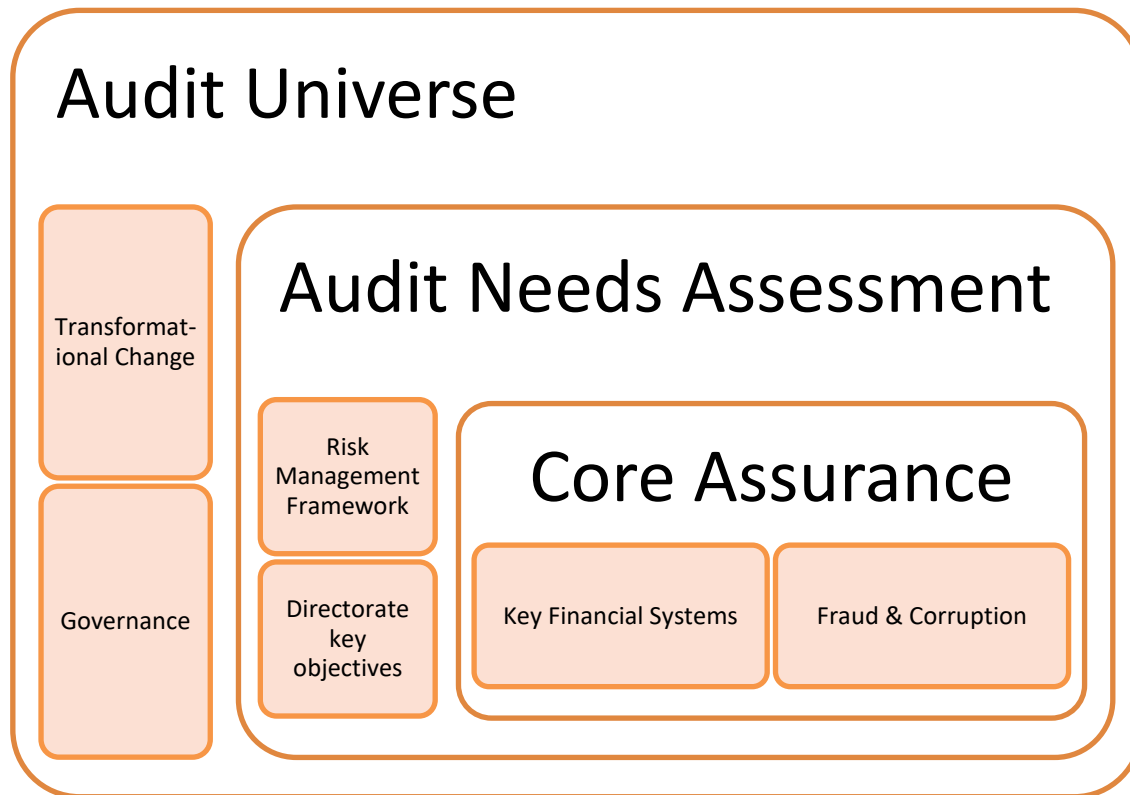 Audit Universe
Transformat-
ional Change
Governance
Audit Needs Assessment
Risk
Management
Framework
Directorate
key
objectives
Core Assurance
Key Financial Systems
Fraud & Corruption